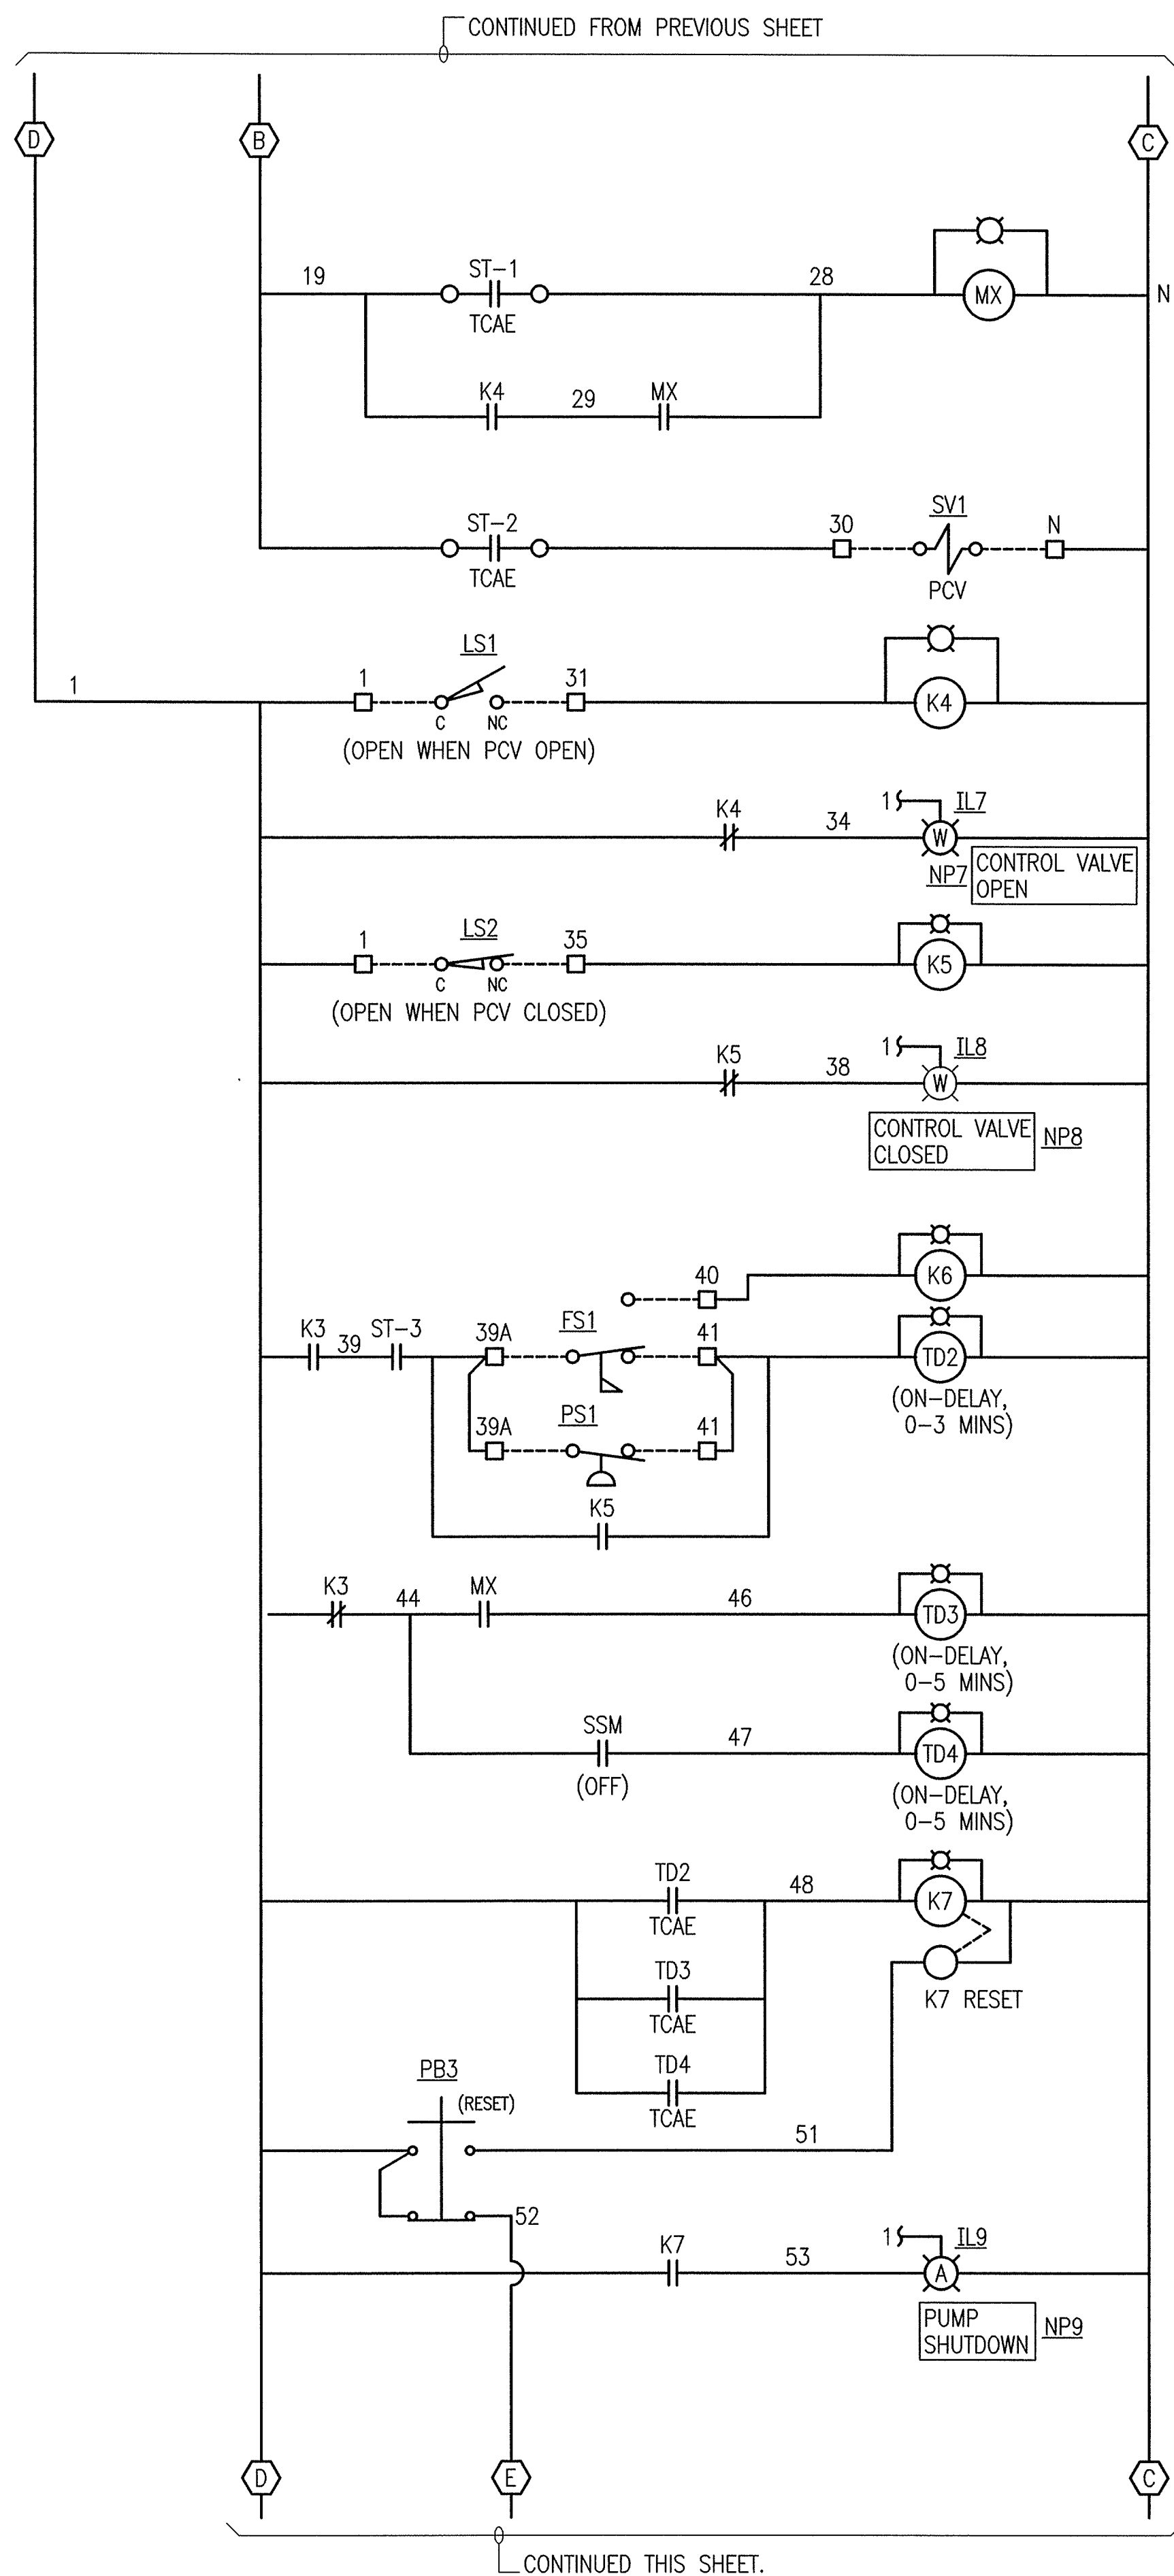 CONTINUED FROM PREVIOUS SHEET
D
B
C
19
ST-1
28
TCAE
MX
N
K4
29
MX
ST-2
TCAE
30
SV1
N
PCV
1
1
LS1
31
C
NC
K4
(OPEN WHEN PCV OPEN)
K4
34
1
IL7
W
NP7
CONTROL VALVE
OPEN
1
LS2
35
C
NC
K5
(OPEN WHEN PCV CLOSED)
K5
38
1
IL8
W
CONTROL VALVE
CLOSED
NP8
40
K6
K3
39
ST-3
39A
FS1
41
TD2
(ON-DELAY,
0-3 MINS)
39A
PS1
41
K5
K3
44
MX
46
TD3
(ON-DELAY,
0-5 MINS)
SSM
(OFF)
47
TD4
(ON-DELAY,
0-5 MINS)
TD2
TCAE
48
K7
TD3
TCAE
K7 RESET
TD4
TCAE
PB3
(RESET)
51
52
K7
53
1
IL9
A
PUMP
SHUTDOWN
NP9
D
E
C
CONTINUED THIS SHEET.